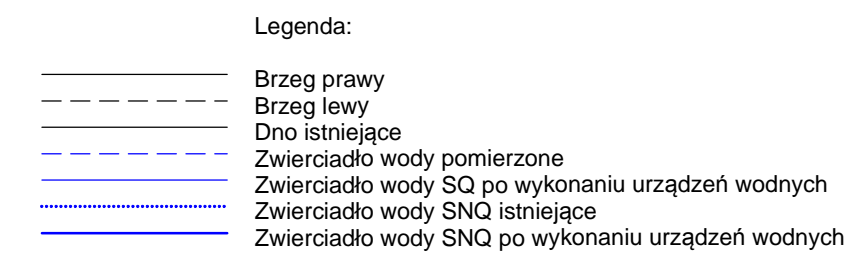 Legenda:
Brzeg prawy
Brzeg lewy
Dno istniejące
Zwierciadło wody pomierzone
Zwierciadło wody SQ po wykonaniu urządzeń wodnych
Zwierciadło wody SNQ istniejące
Zwierciadło wody SNQ po wykonaniu urządzeń wodnych